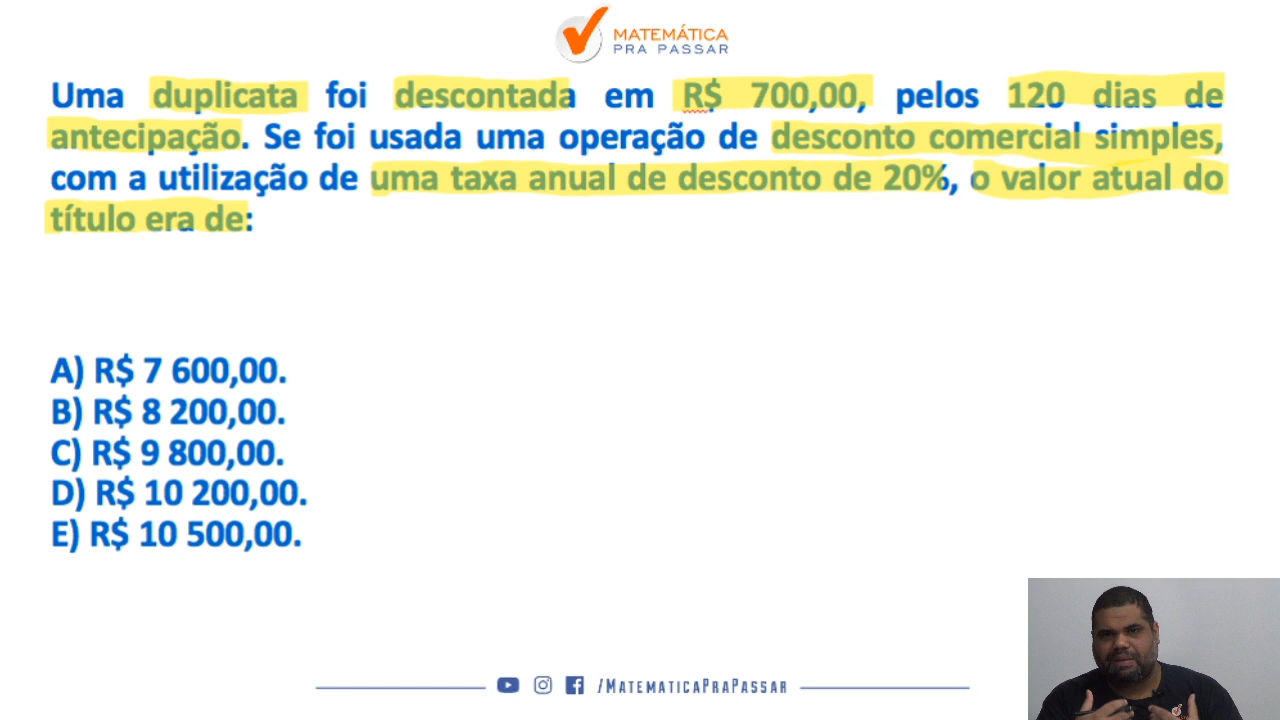 MATEMÁTICA
PRA PASSAR
Uma duplicata foi descontada em R$ 700,00, pelos 120 dias de
antecipação. Se foi usada uma operação de desconto comercial simples,
com a utilização de uma taxa anual de desconto de 20%, o valor atual do
título era de:
A) R$ 7 600,00.
B) R$ 8 200,00.
C) R$ 9 800,00.
D) R$ 10 200,00.
E) R$ 10 500,00.
/MATEMATICAPRAPASSAR